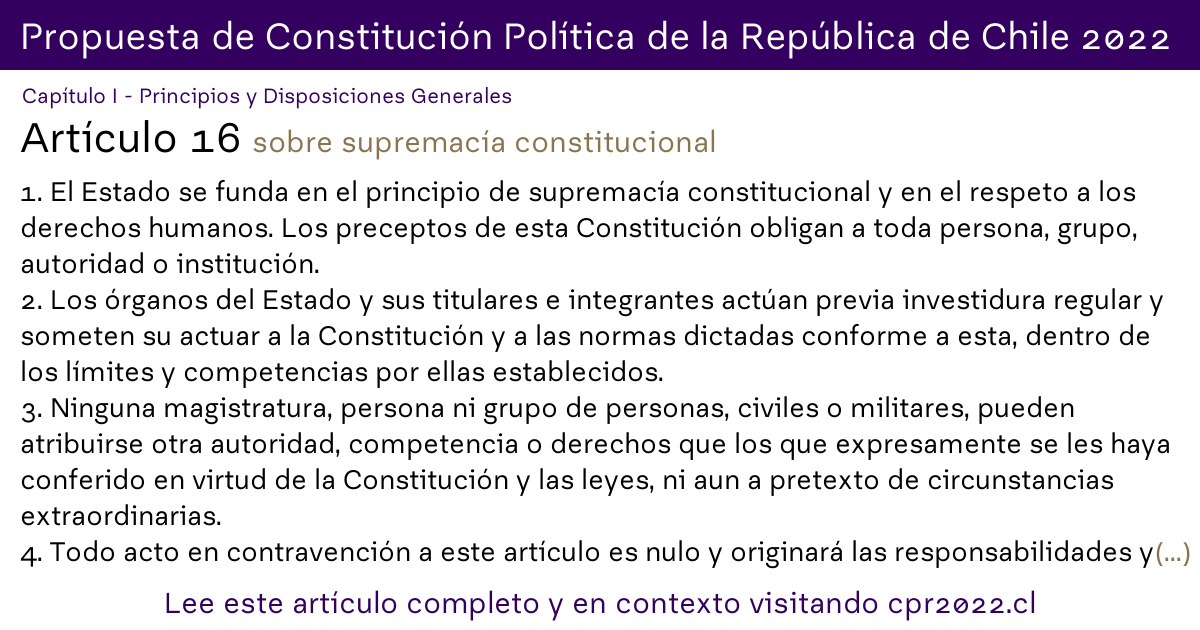 Propuesta de Constitución Política de la República de Chile 2022
Capítulo I - Principios y Disposiciones Generales
Artículo 16 sobre supremacía constitucional
1. El Estado se funda en el principio de supremacía constitucional y en el respeto a los
derechos humanos. Los preceptos de esta Constitución obligan a toda persona, grupo,
autoridad o institución.
2. Los órganos del Estado y sus titulares e integrantes actúan previa investidura regular y
someten su actuar a la Constitución y a las normas dictadas conforme a esta, dentro de
los límites y competencias por ellas establecidos.
3. Ninguna magistratura, persona ni grupo de personas, civiles o militares, pueden
atribuirse otra autoridad, competencia o derechos que los que expresamente se les haya
conferido en virtud de la Constitución y las leyes, ni aun a pretexto de circunstancias
extraordinarias.
4. Todo acto en contravención a este artículo es nulo y originará las responsabilidades y(...)
Lee este artículo completo y en contexto visitando cpr2022.cl